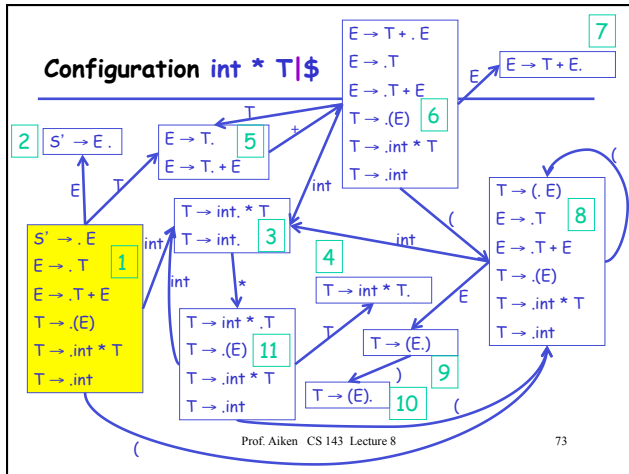 Configuration int * T|$
E → T + . E
E → .T
E → .T + E
T → .(E)
T → .int * T
T → .int
6
7
E
E → T + E.
2
S' → E .
E
T
E → T.
E → T. + E
5
T
+
int
(
T → int. * T
T → int.
3
int
int
*
int
S' → . E
E → . T
E → .T + E
T → .(E)
T → .int * T
T → .int
1
T → int * .T
T → .(E)
T → .int * T
T → .int
11
T
4
T → int * T.
E
T → (E.)
9
)
T → (E).
10
T → (. E)
E → .T
E → .T + E
T → .(E)
T → .int * T
T → .int
8
(
(
(
Prof. Aiken CS 143 Lecture 8
73